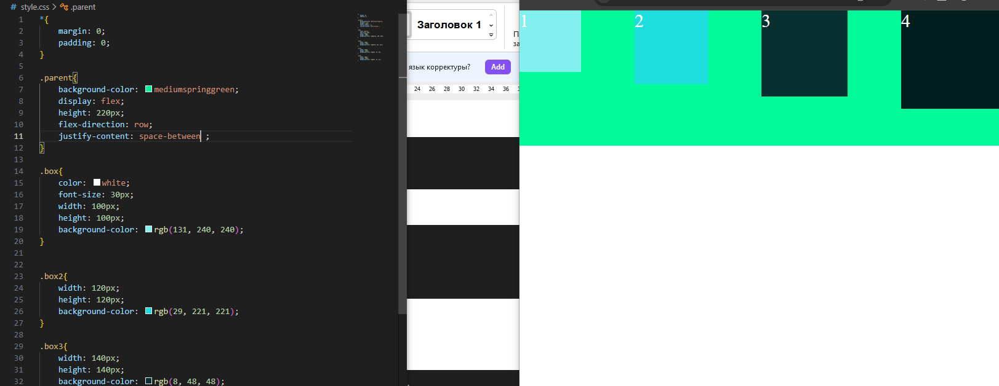 # style.css > .parent
1 *{
2 margin: 0;
3 padding: 0;
4 }
5
6 .parent{
7 background-color: mediumspringgreen;
8 display: flex;
9 height: 220px;
10 flex-direction: row;
11 justify-content: space-between ;
12 }
13
14 .box{
15 color: white;
16 font-size: 30px;
17 width: 100px;
18 height: 100px;
19 background-color: rgb(131, 240, 240);
20 }
21
22
23 .box2{
24 width: 120px;
25 height: 120px;
26 background-color: rgb(29, 221, 221);
27 }
28
29 .box3{
30 width: 140px;
31 height: 140px;
32 background-color: rgb(8, 48, 48);
Заголовок 1
П
за
язык корректуры? Add
24 26 28 30 32 34 36
1 2 3 4